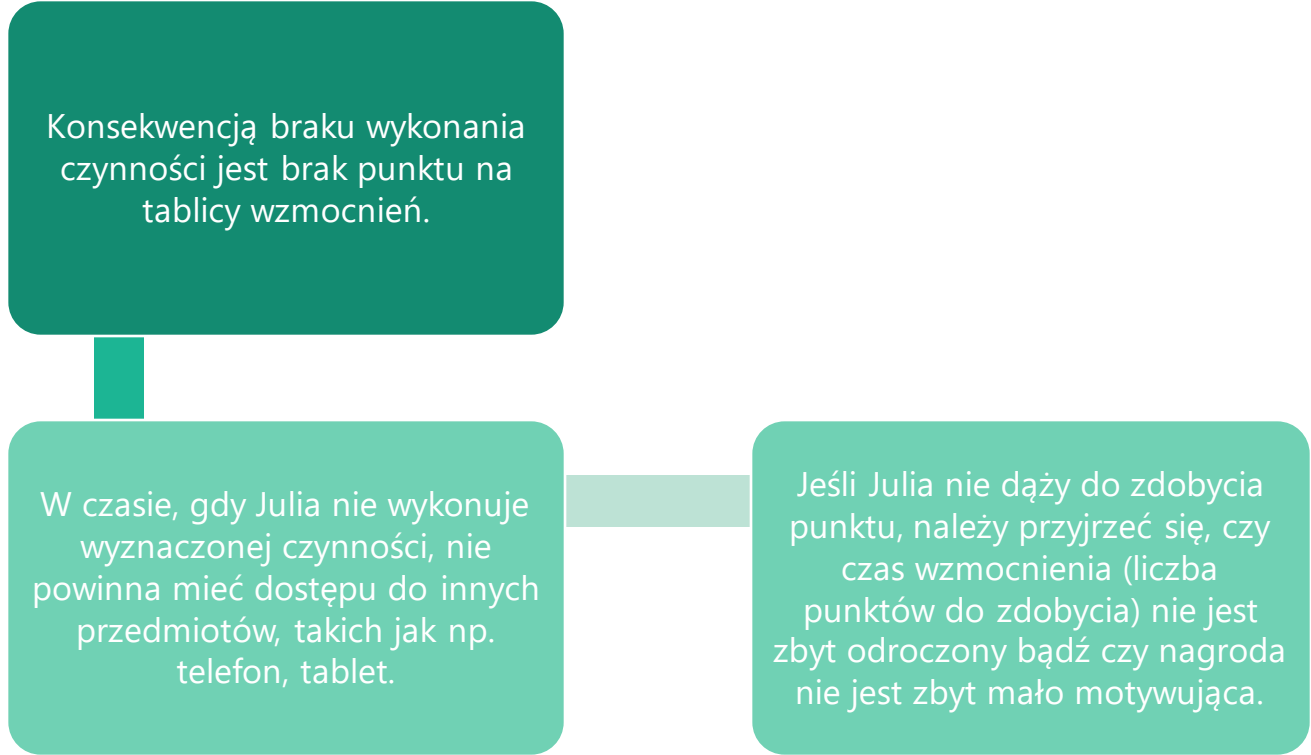 Konsekwencją braku wykonania
czynności jest brak punktu na
tablicy wzmocnień.
W czasie, gdy Julia nie wykonuje
wyznaczonej czynności, nie
powinna mieć dostępu do innych
przedmiotów, takich jak np.
telefon, tablet.
Jeśli Julia nie dąży do zdobycia
punktu, należy przyjrzeć się, czy
czas wzmocnienia (liczba
punktów do zdobycia) nie jest
zbyt odroczony bądź czy nagroda
nie jest zbyt mało motywująca.